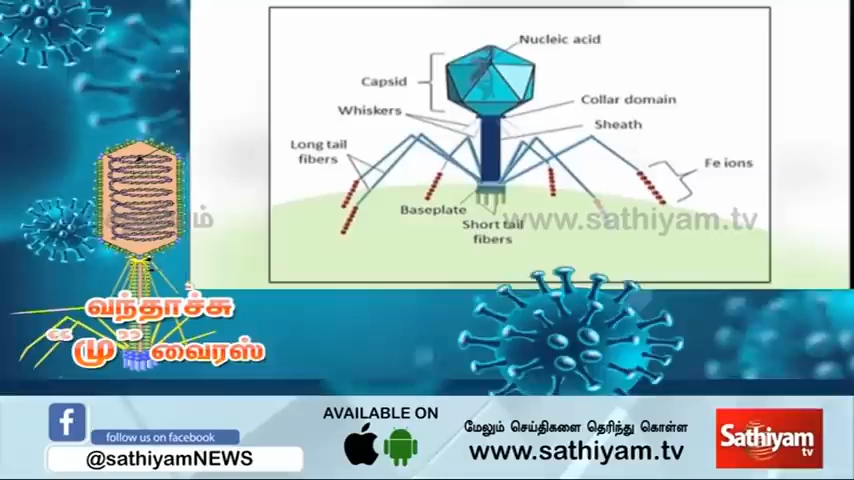 Nucleic acid
Capsid
Collar domain
Whiskers
Sheath
Long tail
fibers
Fe ions
Baseplate
Short tail
fibers
www.sathiyam.tv
வந்தாச்சு
"மு" வைரஸ்
follow us on facebook
@sathiyamNEWS
AVAILABLE ON
மேலும் செய்திகளை தெரிந்து கொள்ள
www.sathiyam.tv
Sathiyam
tv